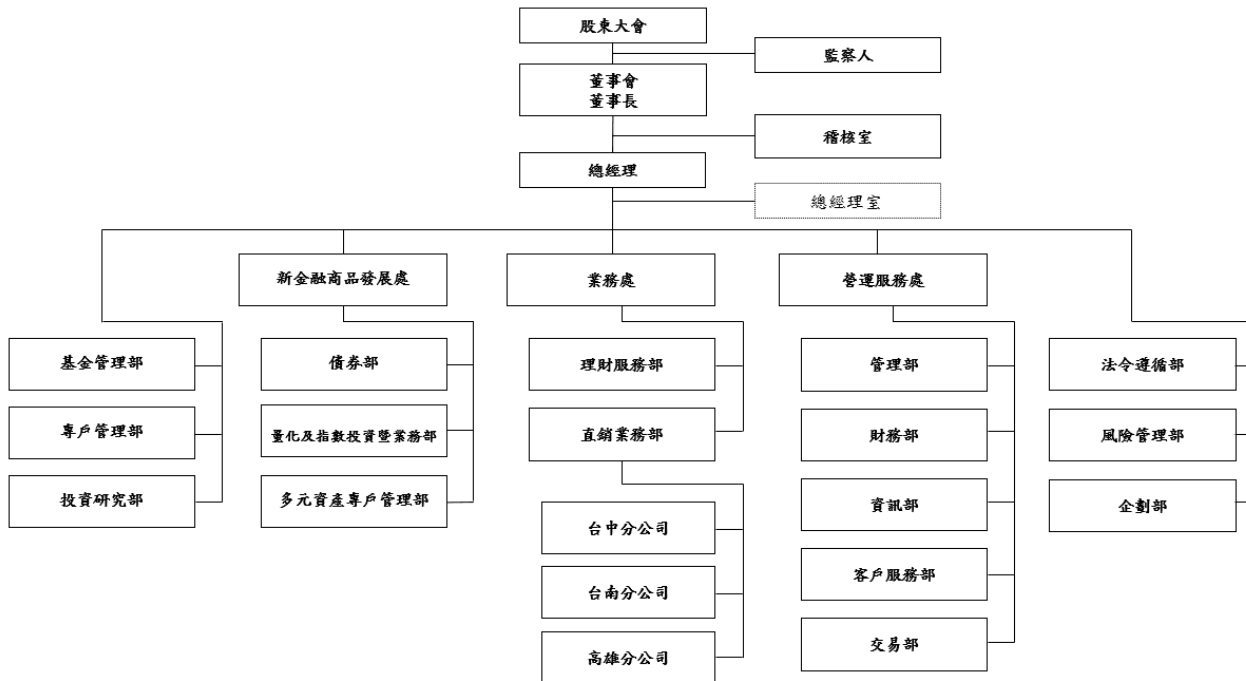 股東大會
監察人
董事會
董事長
稽核室
總經理
總經理室
新金融商品發展處
業務處
營運服務處
基金管理部
債券部
理財服務部
管理部
法令遵循部
專戶管理部
量化及指數投資暨業務部
直銷業務部
財務部
風險管理部
投資研究部
多元資產專戶管理部
台中分公司
資訊部
企劃部
台南分公司
客戶服務部
高雄分公司
交易部